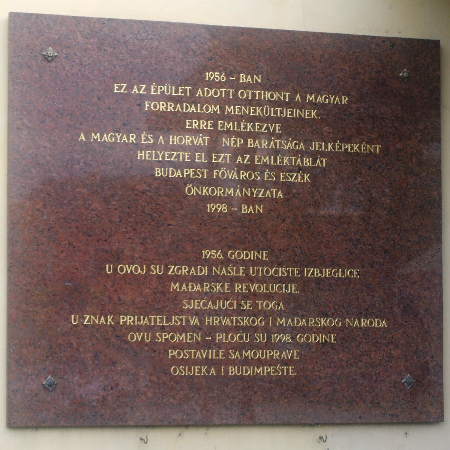 1956 – BAN
EZ AZ ÉPÜLET ADOTT OTTHONT A MAGYAR
FORRADALOM MENEKÜLTJEINEK.
ERRE EMLÉKEZVE
A MAGYAR ÉS A HORVÁT NÉP BARÁTSÁGA JELKÉPEKÉNT
HELYEZTE EL EZT AZ EMLÉKTÁBLÁT
BUDAPEST FŐVÁROS ÉS ESZÉK
ÖNKORMÁNYZATA
1998 – BAN
1956. GODINE
U OVOJ SU ZGRADI NAŠLE UTOČIŠTE IZBJEGLICE
MAĐARSKE REVOLUCIJE.
SJEĆAJUĆI SE TOGA
U ZNAK PRIJATELJSTVA HRVATSKOG I MAĐARSKOG NARODA
OVU SPOMEN – PLOČU SU 1998. GODINE
POSTAVILE SAMOUPRAVE
OSIJEKA I BUDIMPEŠTE.